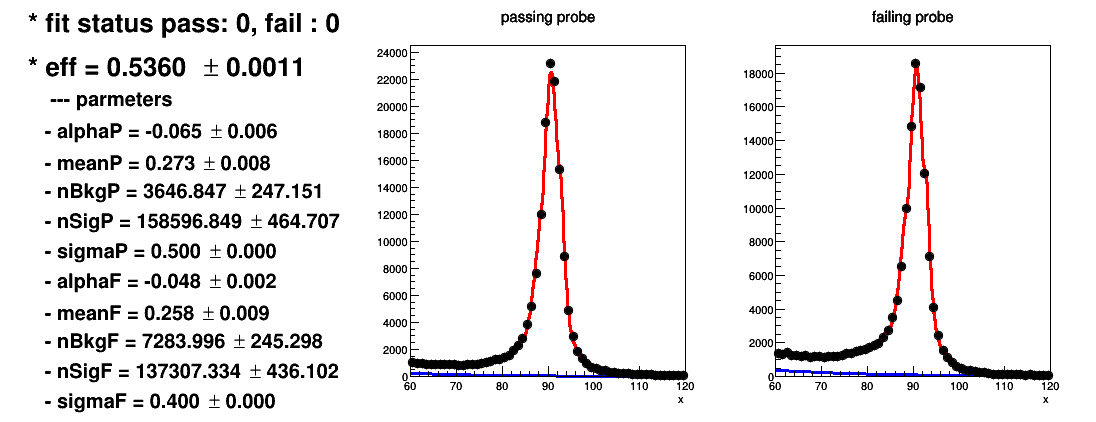 * fit status pass: 0, fail : 0
* eff = 0.5360 ± 0.0011
--- parmeters
- alphaP = -0.065 ± 0.006
- meanP = 0.273 ± 0.008
- nBkgP = 3646.847 ± 247.151
- nSigP = 158596.849 ± 464.707
- sigmaP = 0.500 ± 0.000
- alphaF = -0.048 ± 0.002
- meanF = 0.258 ± 0.009
- nBkgF = 7283.996 ± 245.298
- nSigF = 137307.334 ± 436.102
- sigmaF = 0.400 ± 0.000
passing probe
24000
22000
20000
18000
16000
14000
12000
10000
8000
6000
4000
2000
0
60 70 80 90 100 110 120
x
failing probe
18000
16000
14000
12000
10000
8000
6000
4000
2000
0
60 70 80 90 100 110 120
x